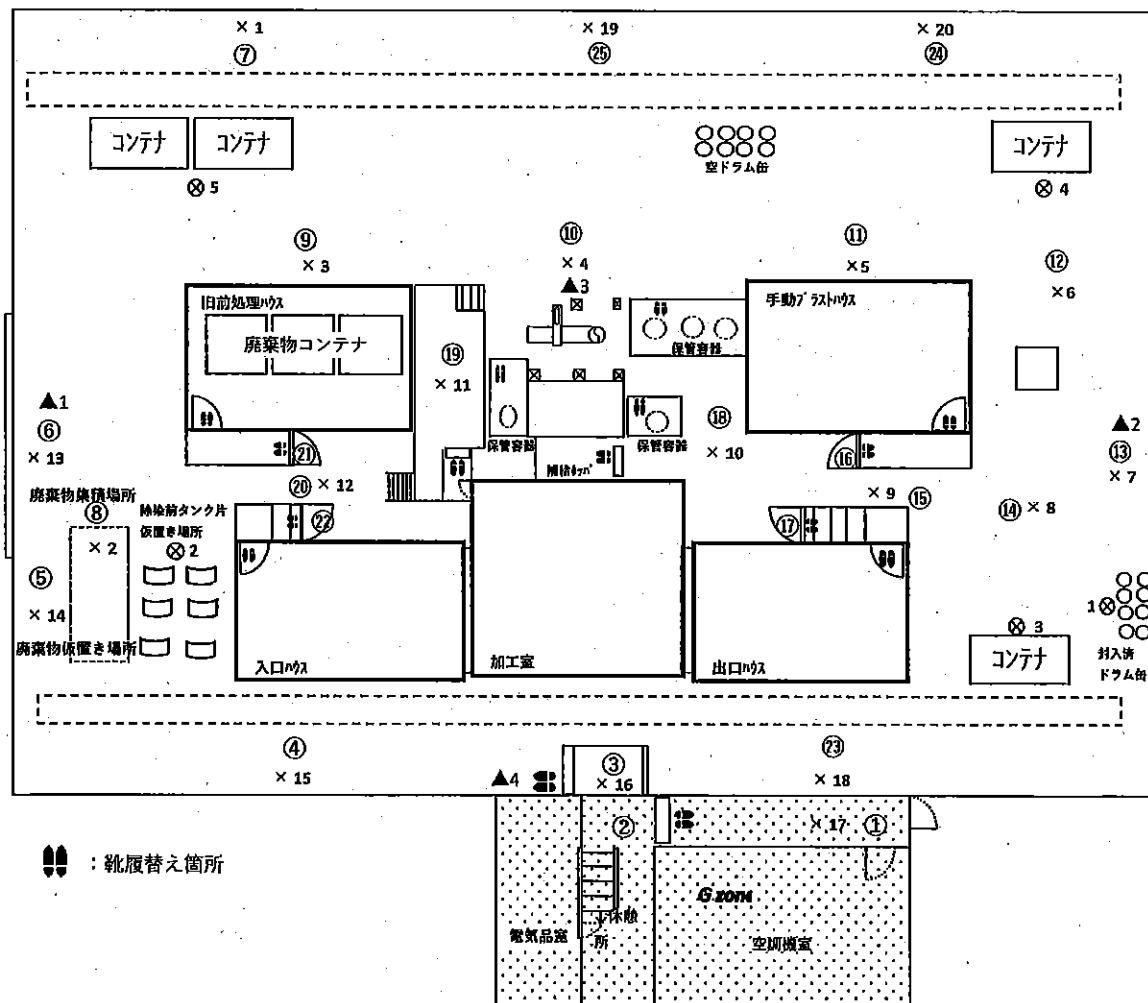 × 1
× 19
× 20
⑦
㉕
㉔
コンテナ
コンテナ
空ドラム缶
コンテナ
⊗ 5
⊗ 4
⑨
× 3
⑩
× 4
▲3
⑪
× 5
⑫
× 6
旧前処理ハウス
廃棄物コンテナ
⑲
× 11
保管容器
手動ブラストハウス
保管容器
保管容器
⑱
× 10
▲1
⑥
× 13
▲2
⑬
× 7
㉑
⑯
⑳
× 12
× 9
⑮
⑭
× 8
廃棄物集積場所
⑧
× 2
除染前タンク片
仮置き場所
⊗ 2
㉒
⑰
⑤
× 14
廃棄物仮置き場所
入口ハウス
加工室
出口ハウス
⊗ 3
コンテナ
1⊗
封入済
ドラム缶
④
× 15
▲4
③
× 16
㉓
× 18
②
× 17
①
：靴履替え箇所
G zone
休憩
所
電気品室
空調機室